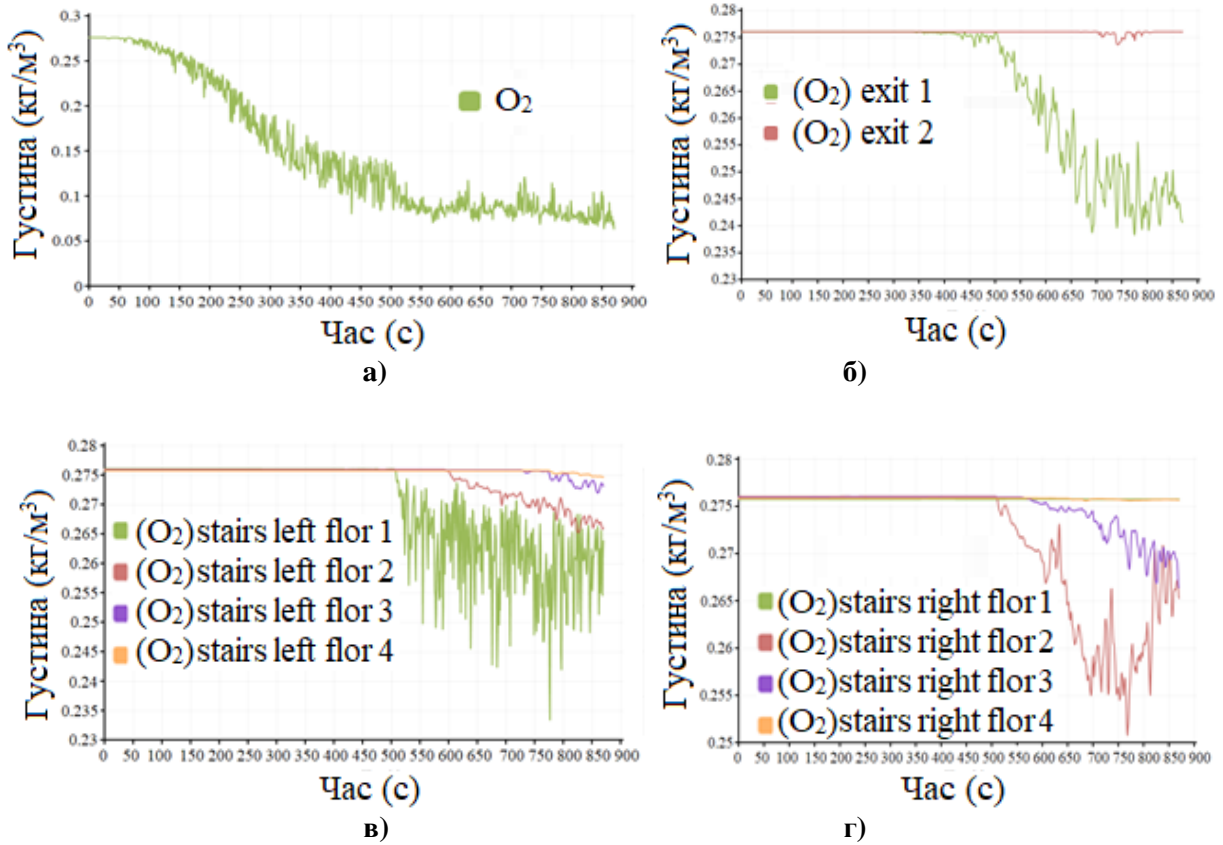 Густина (кг/м³)
0.3
0.25
0.2
0.15
0.1
0.05
0
O₂
0 50 100 150 200 250 300 350 400 450 500 550 600 650 700 750 800 850 900
Час (с)
а)
Густина (кг/м³)
0.28
0.275
0.27
0.265
0.26
0.255
0.25
0.245
0.24
0.235
0.23
(O₂) exit 1
(O₂) exit 2
0 50 100 150 200 250 300 350 400 450 500 550 600 650 700 750 800 850 900
Час (с)
б)
Густина (кг/м³)
0.28
0.275
0.27
0.265
0.26
0.255
0.25
0.245
0.24
0.235
0.23
(O₂) stairs left flor 1
(O₂) stairs left flor 2
(O₂) stairs left flor 3
(O₂) stairs left flor 4
0 50 100 150 200 250 300 350 400 450 500 550 600 650 700 750 800 850 900
Час (с)
в)
Густина (кг/м³)
0.28
0.275
0.27
0.265
0.26
0.255
0.25
(O₂) stairs right flor 1
(O₂) stairs right flor 2
(O₂) stairs right flor 3
(O₂) stairs right flor 4
0 50 100 150 200 250 300 350 400 450 500 550 600 650 700 750 800 850 900
Час (с)
г)